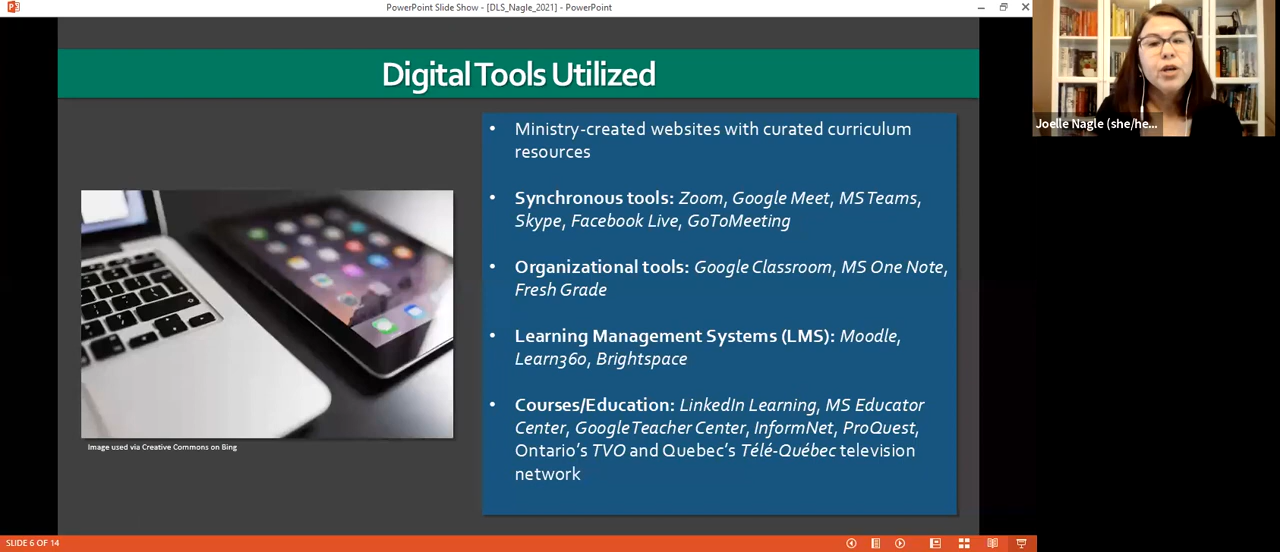 PowerPoint Slide Show - [DLS_Nagle_2021] - PowerPoint
Digital Tools Utilized
• Ministry-created websites with curated curriculum
resources
• Synchronous tools: Zoom, Google Meet, MS Teams,
Skype, Facebook Live, GoToMeeting
• Organizational tools: Google Classroom, MS One Note,
Fresh Grade
• Learning Management Systems (LMS): Moodle,
Learn360, Brightspace
• Courses/Education: LinkedIn Learning, MS Educator
Center, Google Teacher Center, InformNet, ProQuest,
Ontario's TVO and Quebec's Télé-Québec television
network
Image used via Creative Commons on Bing
Joelle Nagle (she/he...
SLIDE 6 OF 14